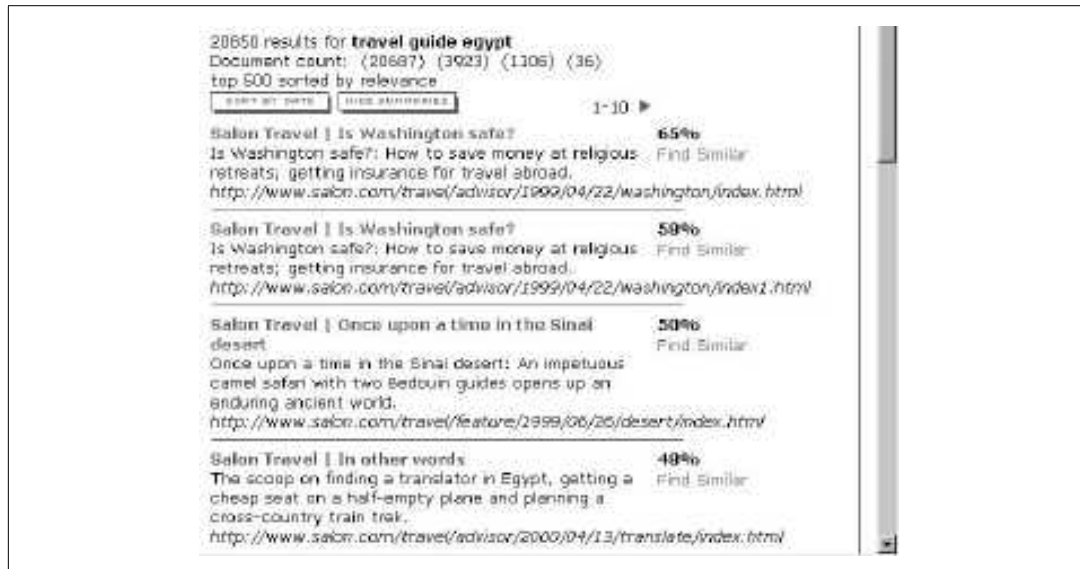 20650 results for travel guide egypt
Document count: (20687) (3923) (1106) (36)
top 500 sorted by relevance
SORT BY DATE HIDE SUMMARIES 1-10
Salon Travel | Is Washington safe? 65%
Is Washington safe?: How to save money at religious Find Similar
retreats; getting insurance for travel abroad.
http://www.salon.com/travel/advisor/1999/04/22/washington/index.html
Salon Travel | Is Washington safe? 58%
Is Washington safe?: How to save money at religious Find Similar
retreats; getting insurance for travel abroad.
http://www.salon.com/travel/advisor/1999/04/22/washington/index1.html
Salon Travel | Once upon a time in the Sinai 50%
desert Find Similar
Once upon a time in the Sinai desert: An impetuous
camel safari with two Bedouin guides opens up an
enduring ancient world.
http://www.salon.com/travel/feature/1999/06/26/desert/index.html
Salon Travel | In other words 48%
The scoop on finding a translator in Egypt, getting a Find Similar
cheap seat on a half-empty plane and planning a
cross-country train trek.
http://www.salon.com/travel/advisor/2000/04/13/translate/index.html